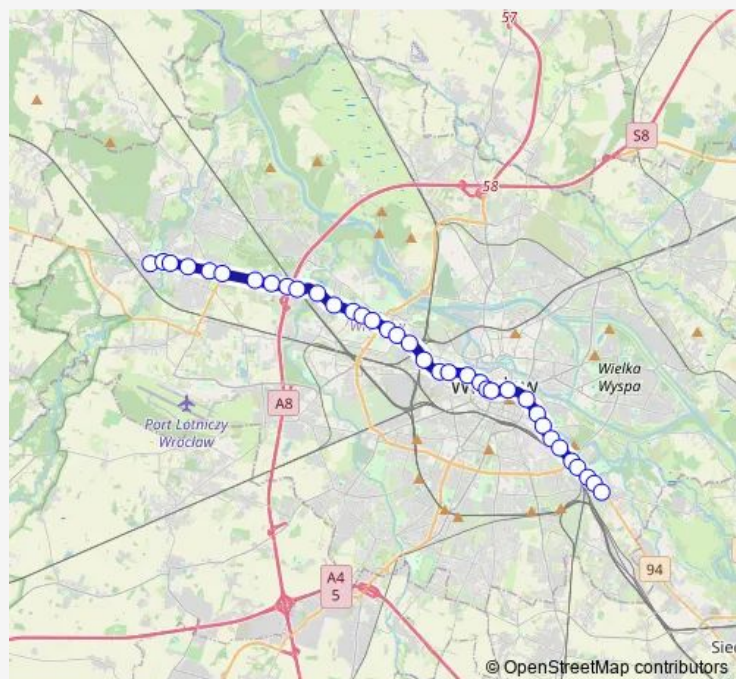 57
S8
58
Wielka
Wyspa
A8
Port Lotniczy
Wrocław
94
A4
5
Sie
© OpenStreetMap contributors